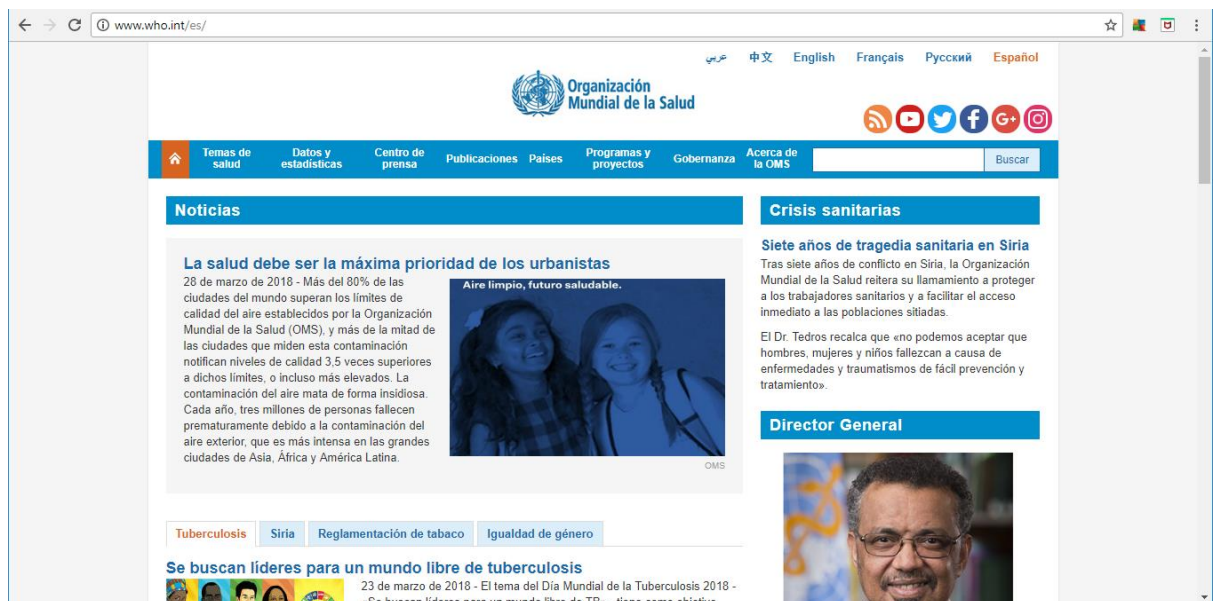 www.who.int/es/
عربي 中文 English Français Русский Español
Organización
Mundial de la Salud
Temas de salud Datos y estadísticas Centro de prensa Publicaciones Países Programas y proyectos Gobernanza Acerca de la OMS Buscar
Noticias
La salud debe ser la máxima prioridad de los urbanistas
28 de marzo de 2018 - Más del 80% de las
ciudades del mundo superan los límites de
calidad del aire establecidos por la Organización
Mundial de la Salud (OMS), y más de la mitad de
las ciudades que miden esta contaminación
notifican niveles de calidad 3,5 veces superiores
a dichos límites, o incluso más elevados. La
contaminación del aire mata de forma insidiosa.
Cada año, tres millones de personas fallecen
prematuramente debido a la contaminación del
aire exterior, que es más intensa en las grandes
ciudades de Asia, África y América Latina.
Aire limpio, futuro saludable.
OMS
Tuberculosis Siria Reglamentación de tabaco Igualdad de género
Se buscan líderes para un mundo libre de tuberculosis
23 de marzo de 2018 - El tema del Día Mundial de la Tuberculosis 2018 -
«Se buscan líderes para un mundo libre de TB» - tiene como objetivo
Crisis sanitarias
Siete años de tragedia sanitaria en Siria
Tras siete años de conflicto en Siria, la Organización
Mundial de la Salud reitera su llamamiento a proteger
a los trabajadores sanitarios y a facilitar el acceso
inmediato a las poblaciones sitiadas.
El Dr. Tedros recalca que «no podemos aceptar que
hombres, mujeres y niños fallezcan a causa de
enfermedades y traumatismos de fácil prevención y
tratamiento».
Director General